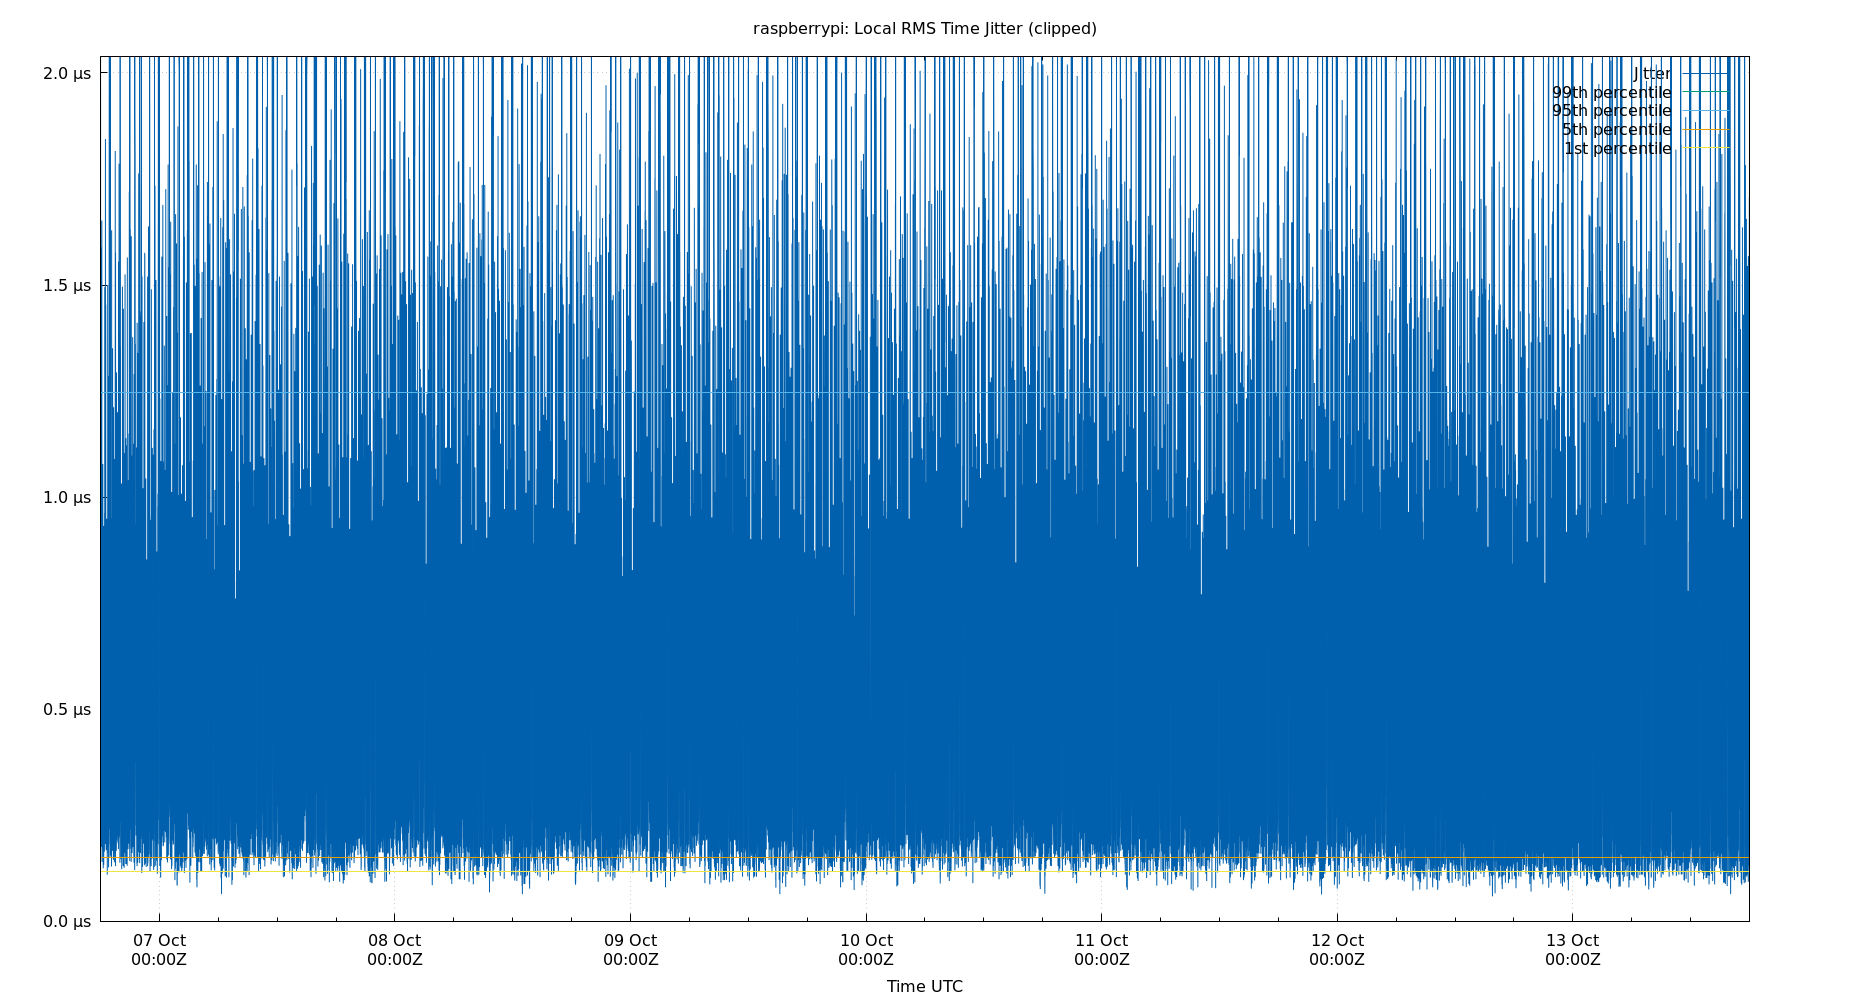 raspberrypi: Local RMS Time Jitter (clipped)
2.0 µs
1.5 µs
1.0 µs
0.5 µs
0.0 µs
Jitter
99th percentile
95th percentile
5th percentile
1st percentile
07 Oct
00:00Z
08 Oct
00:00Z
09 Oct
00:00Z
10 Oct
00:00Z
11 Oct
00:00Z
12 Oct
00:00Z
13 Oct
00:00Z
Time UTC